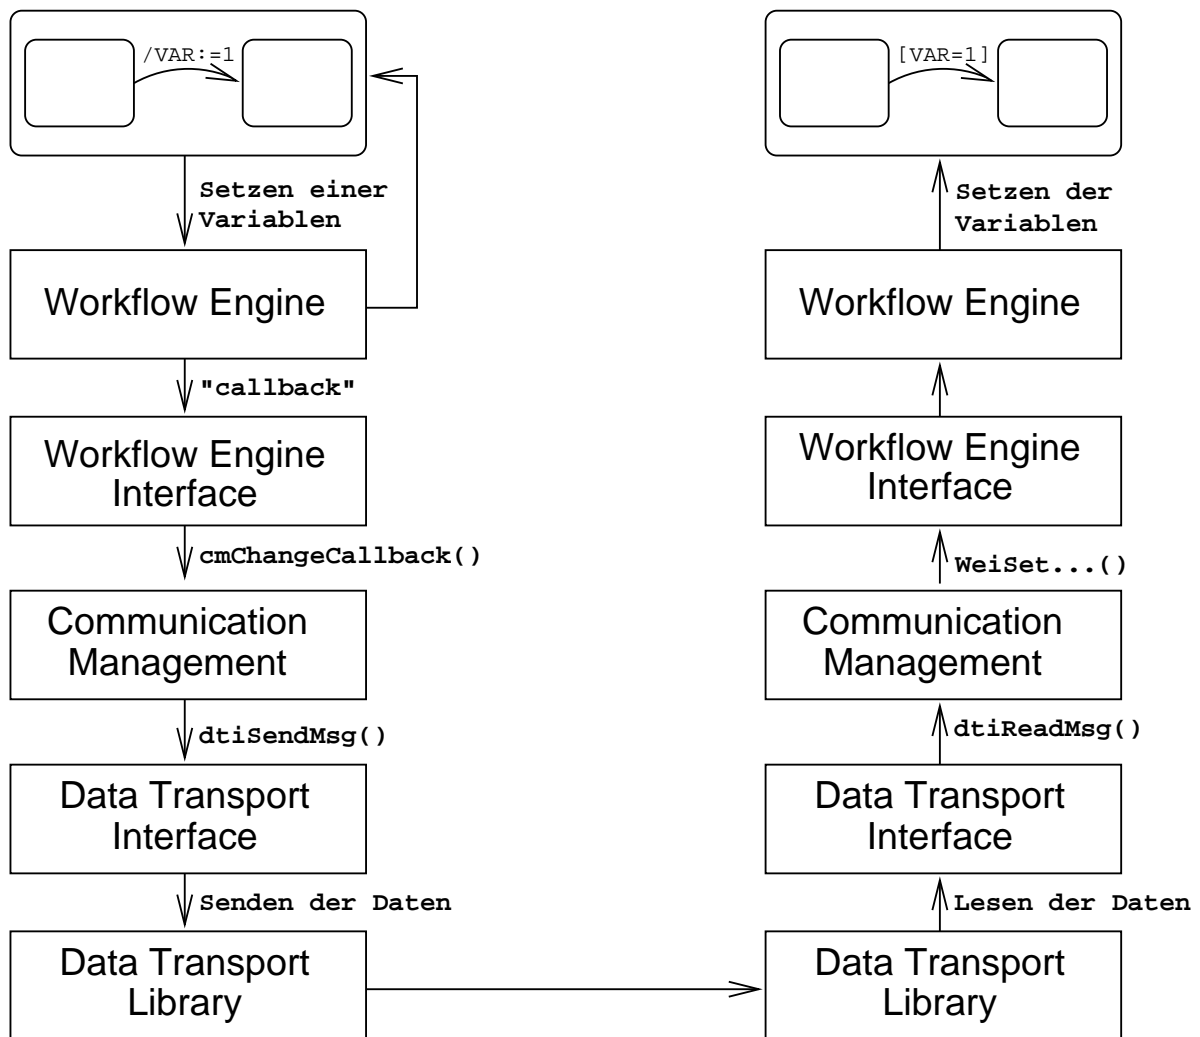 /VAR:=1
Setzen einer
Variablen
Workflow Engine
"callback"
Workflow Engine
Interface
cmChangeCallback()
Communication
Management
dtiSendMsg()
Data Transport
Interface
Senden der Daten
Data Transport
Library
[VAR=1]
Setzen der
Variablen
Workflow Engine
Workflow Engine
Interface
WeiSet...()
Communication
Management
dtiReadMsg()
Data Transport
Interface
Lesen der Daten
Data Transport
Library